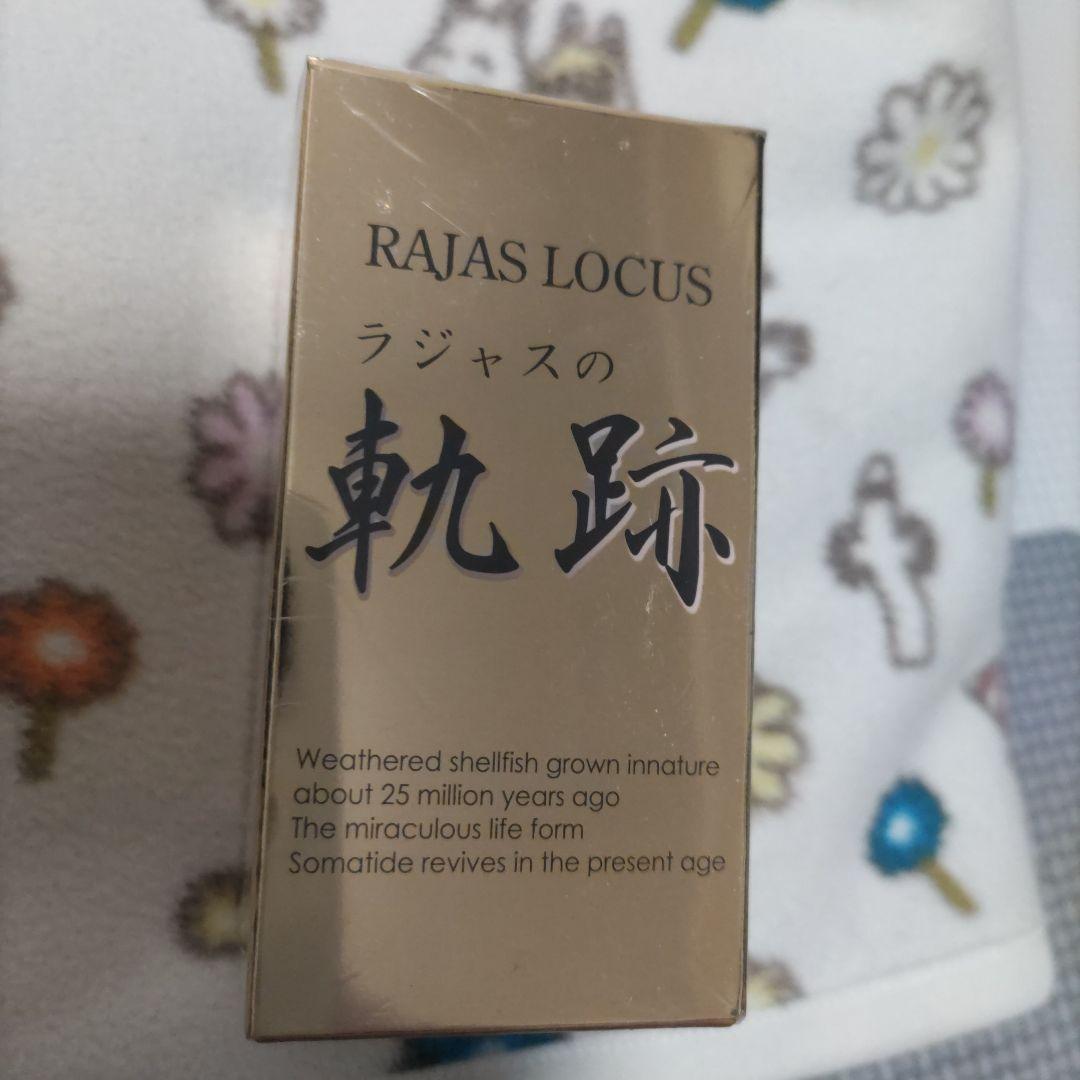 RAJAS LOCUS
ラジャスの
軌跡
Weathered shellfish grown innature
about 25 million years ago
The miraculous life form
Somatide revives in the present age